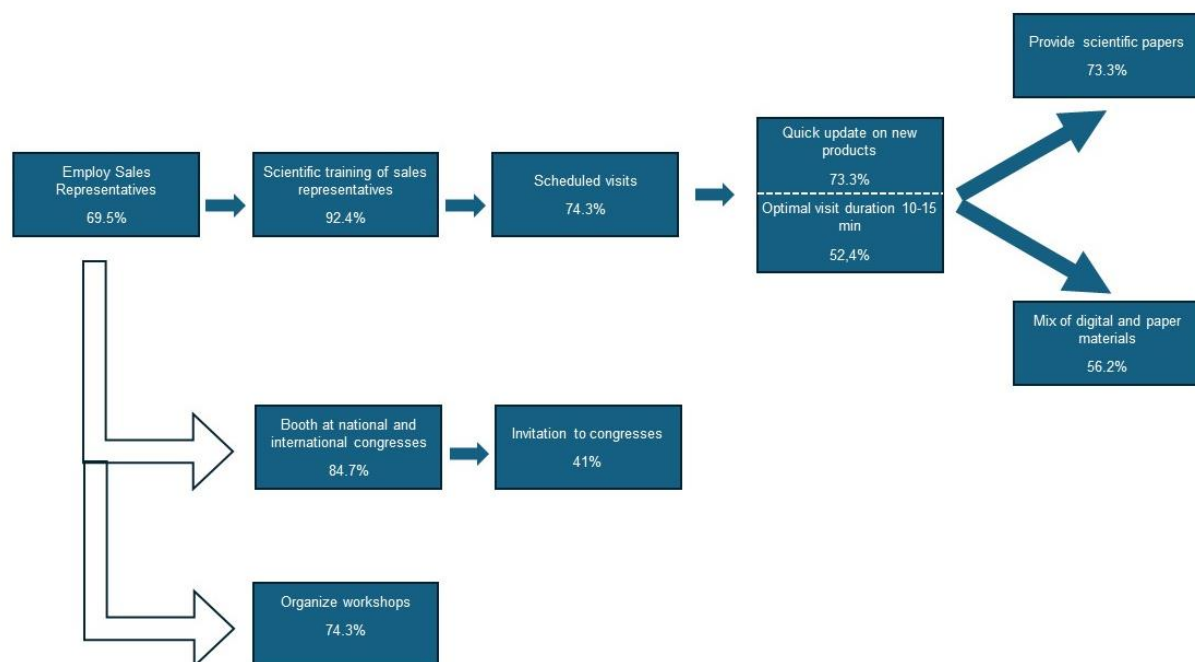 Provide scientific papers
73.3%
Employ Sales
Representatives
69.5%
Scientific training of sales
representatives
92.4%
Scheduled visits
74.3%
Quick update on new
products
73.3%
Optimal visit duration 10-15
min
52,4%
Mix of digital and paper
materials
56.2%
Booth at national and
international congresses
84.7%
Invitation to congresses
41%
Organize workshops
74.3%